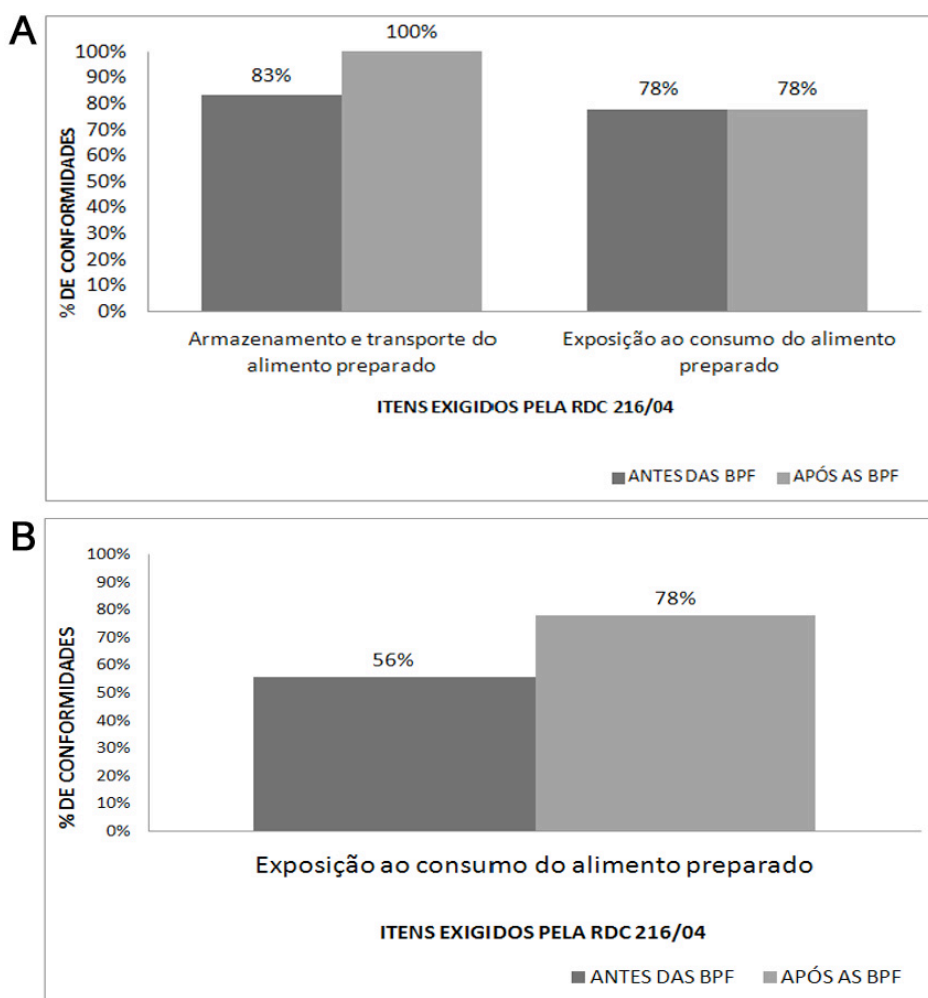 A
% DE CONFORMIDADES
100%
90%
80%
70%
60%
50%
40%
30%
20%
10%
0%
83%
100%
78%
78%
Armazenamento e transporte do
alimento preparado
Exposição ao consumo do alimento
preparado
ITENS EXIGIDOS PELA RDC 216/04
ANTES DAS BPF
APÓS AS BPF
B
% DE CONFORMIDADES
100%
90%
80%
70%
60%
50%
40%
30%
20%
10%
0%
56%
78%
Exposição ao consumo do alimento preparado
ITENS EXIGIDOS PELA RDC 216/04
ANTES DAS BPF
APÓS AS BPF